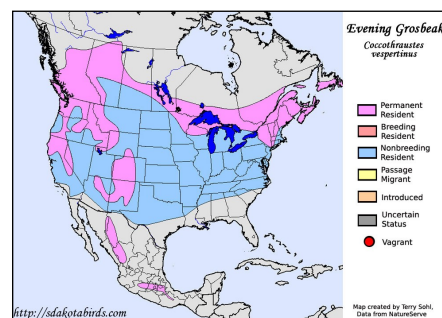 Evening Grosbeak
Coccothraustes
vespertinus
Permanent
Resident
Breeding
Resident
Nonbreeding
Resident
Passage
Migrant
Introduced
Uncertain
Status
Vagrant
Map created by Terry Sohl,
Data from NatureServe
http://sdakotabirds.com